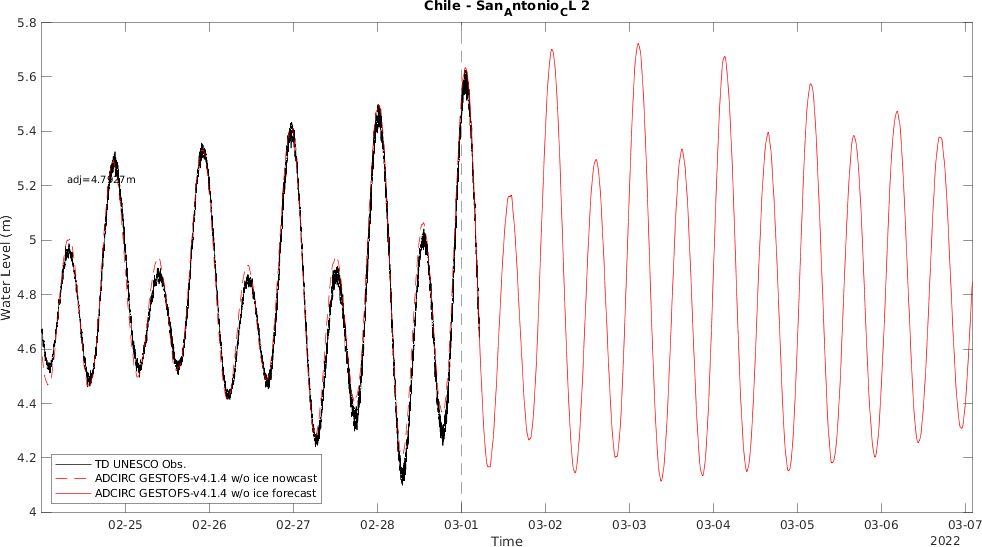 Chile - San_Antonio_CL 2
5.8
5.6
5.4
5.2
5
4.8
4.6
4.4
4.2
4
Water Level (m)
adj=4.7927m
TD UNESCO Obs.
ADCIRC GESTOFS-v4.1.4 w/o ice nowcast
ADCIRC GESTOFS-v4.1.4 w/o ice forecast
02-25 02-26 02-27 02-28 03-01 03-02 03-03 03-04 03-05 03-06 03-07
Time
2022